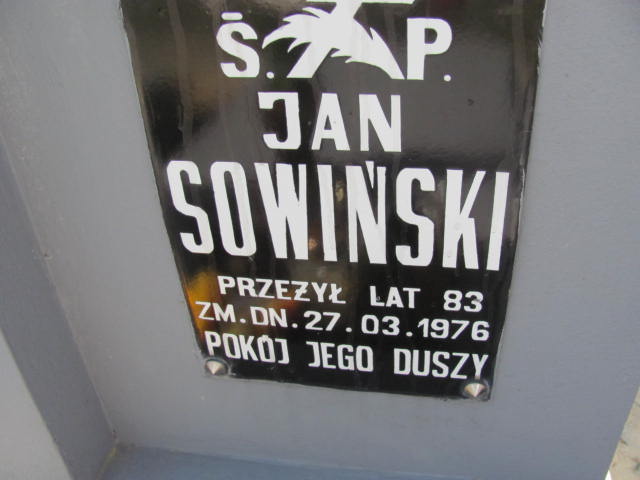 Ś. P.
JAN
SOWIŃSKI
PRZEŻYŁ LAT 83
ZM. DN. 27.03.1976
POKÓJ JEGO DUSZY